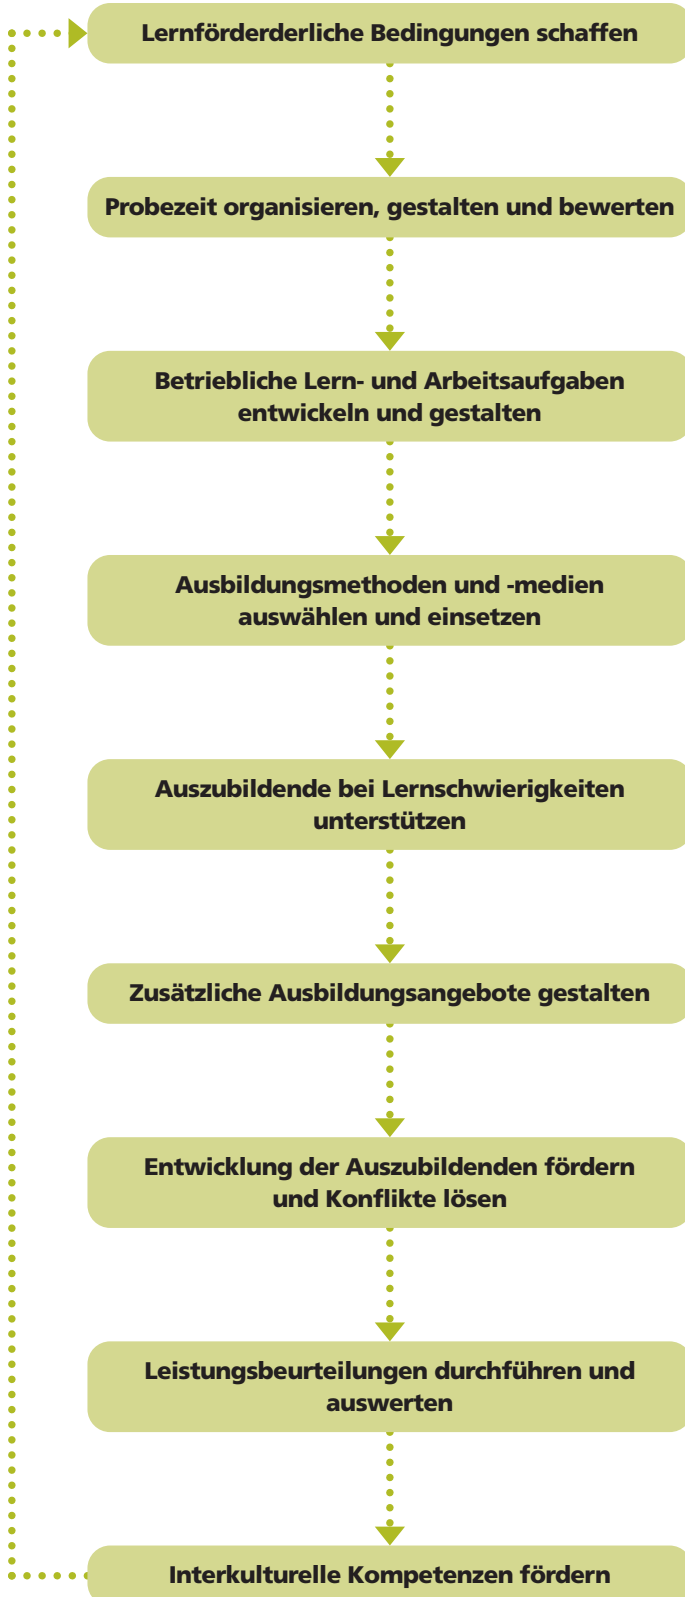 Lernförderderliche Bedingungen schaffen
Probezeit organisieren, gestalten und bewerten
Betriebliche Lern- und Arbeitsaufgaben
entwickeln und gestalten
Ausbildungsmethoden und -medien
auswählen und einsetzen
Auszubildende bei Lernschwierigkeiten
unterstützen
Zusätzliche Ausbildungsangebote gestalten
Entwicklung der Auszubildenden fördern
und Konflikte lösen
Leistungsbeurteilungen durchführen und
auswerten
Interkulturelle Kompetenzen fördern